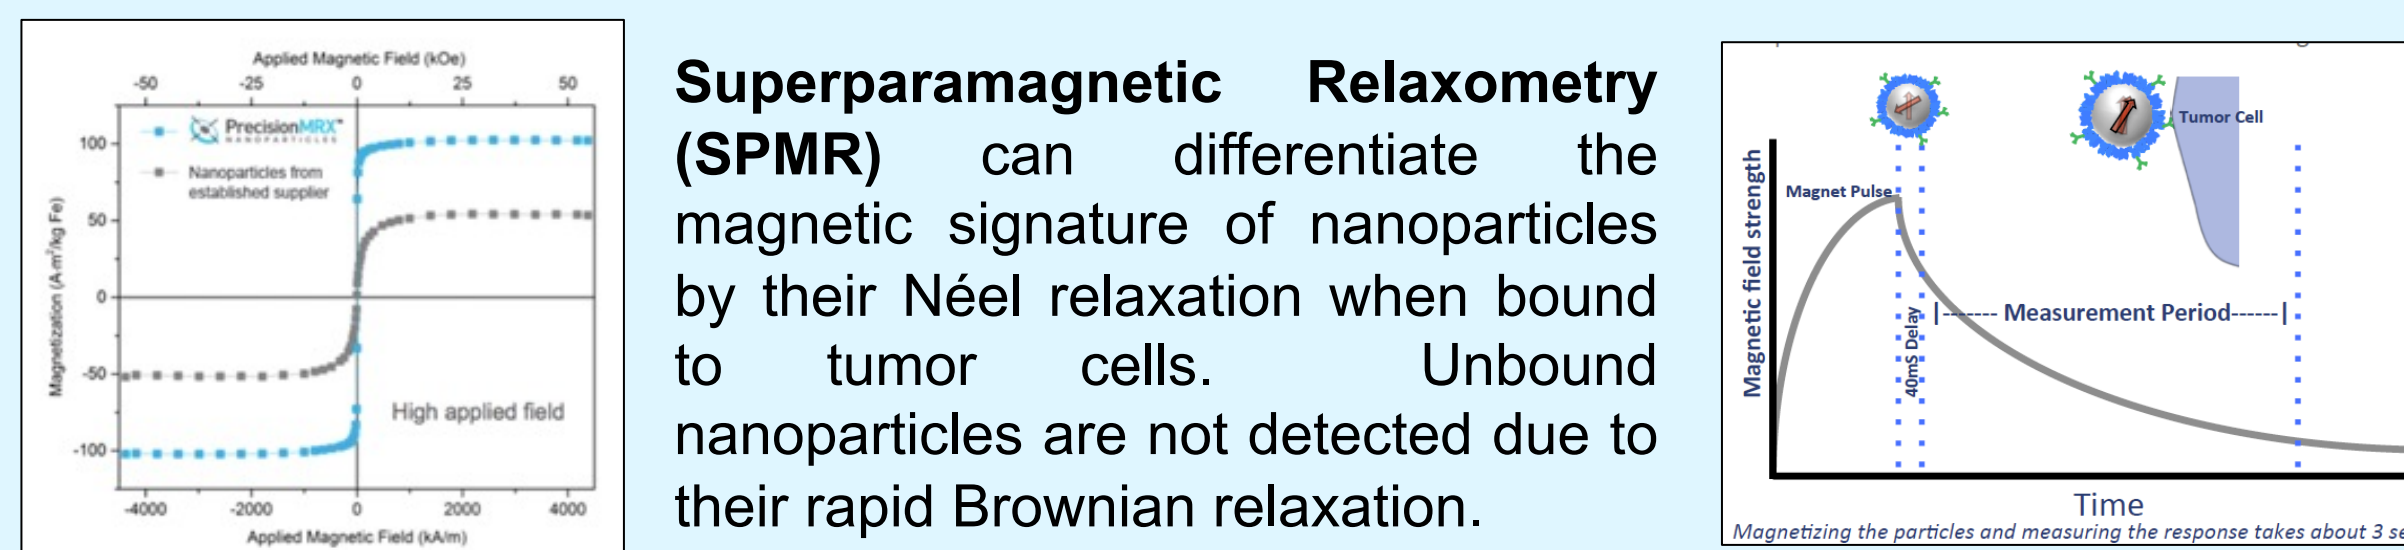 Applied Magnetic Field (kOe)
-50 -25 0 25 50
PrecisionMRX™
NANOPARTICLES
Nanoparticles from
established supplier
Magnetization (A·m²/kg Fe)
100
50
0
-50
-100
High applied field
-4000 -2000 0 2000 4000
Applied Magnetic Field (kA/m)
Superparamagnetic Relaxometry
(SPMR) can differentiate the
magnetic signature of nanoparticles
by their Néel relaxation when bound
to tumor cells. Unbound
nanoparticles are not detected due to
their rapid Brownian relaxation.
Tumor Cell
Magnet Pulse
Magnetic field strength
40mS Delay
|------- Measurement Period------|
Time
Magnetizing the particles and measuring the response takes about 3 se